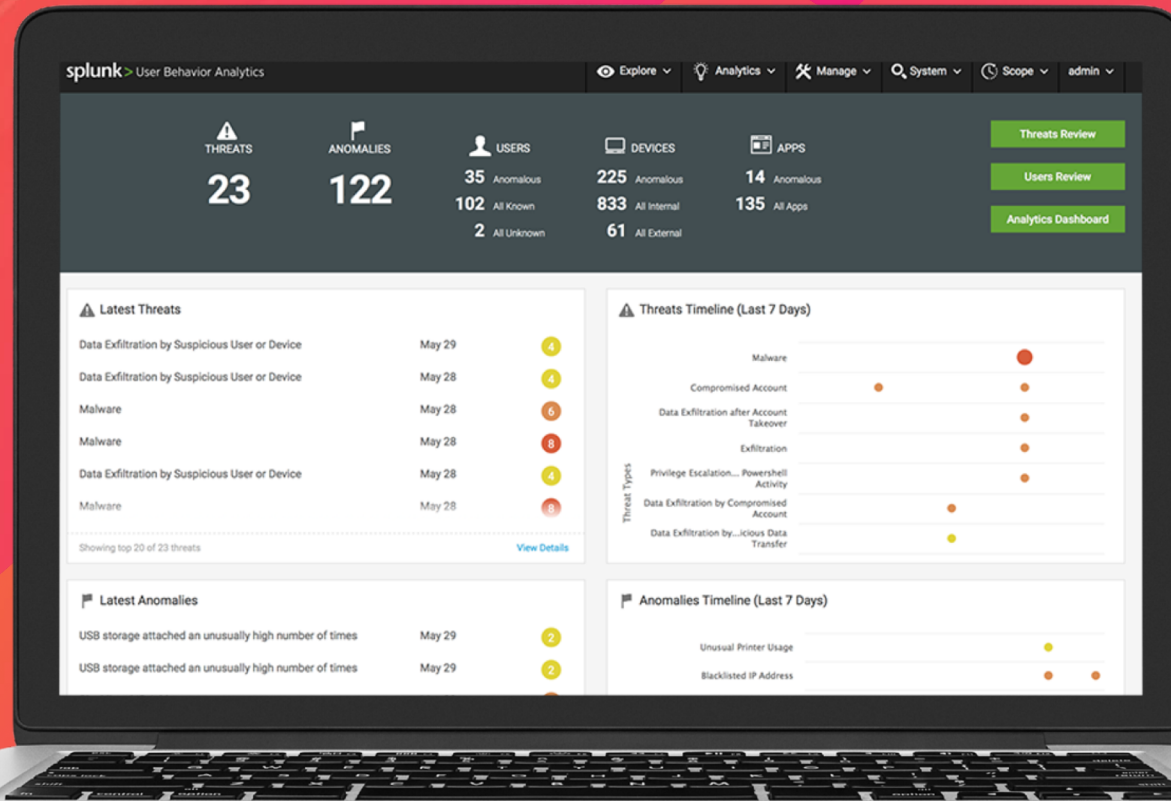 splunk> User Behavior Analytics
Explore
Analytics
Manage
System
Scope
admin
THREATS
23
ANOMALIES
122
USERS
35 Anomalous
102 All Known
2 All Unknown
DEVICES
225 Anomalous
833 All Internal
61 All External
APPS
14 Anomalous
135 All Apps
Threats Review
Users Review
Analytics Dashboard
Latest Threats
Data Exfiltration by Suspicious User or Device May 29 4
Data Exfiltration by Suspicious User or Device May 28 4
Malware May 28 6
Malware May 28 8
Data Exfiltration by Suspicious User or Device May 28 4
Malware May 28 8
Showing top 20 of 23 threats View Details
Threats Timeline (Last 7 Days)
Threat Types
Malware
Compromised Account
Data Exfiltration after Account
Takeover
Exfiltration
Privilege Escalation... Powershell
Activity
Data Exfiltration by Compromised
Account
Data Exfiltration by...icious Data
Transfer
Latest Anomalies
USB storage attached an unusually high number of times May 29 2
USB storage attached an unusually high number of times May 29 2
Anomalies Timeline (Last 7 Days)
Unusual Printer Usage
Blacklisted IP Address
control
option